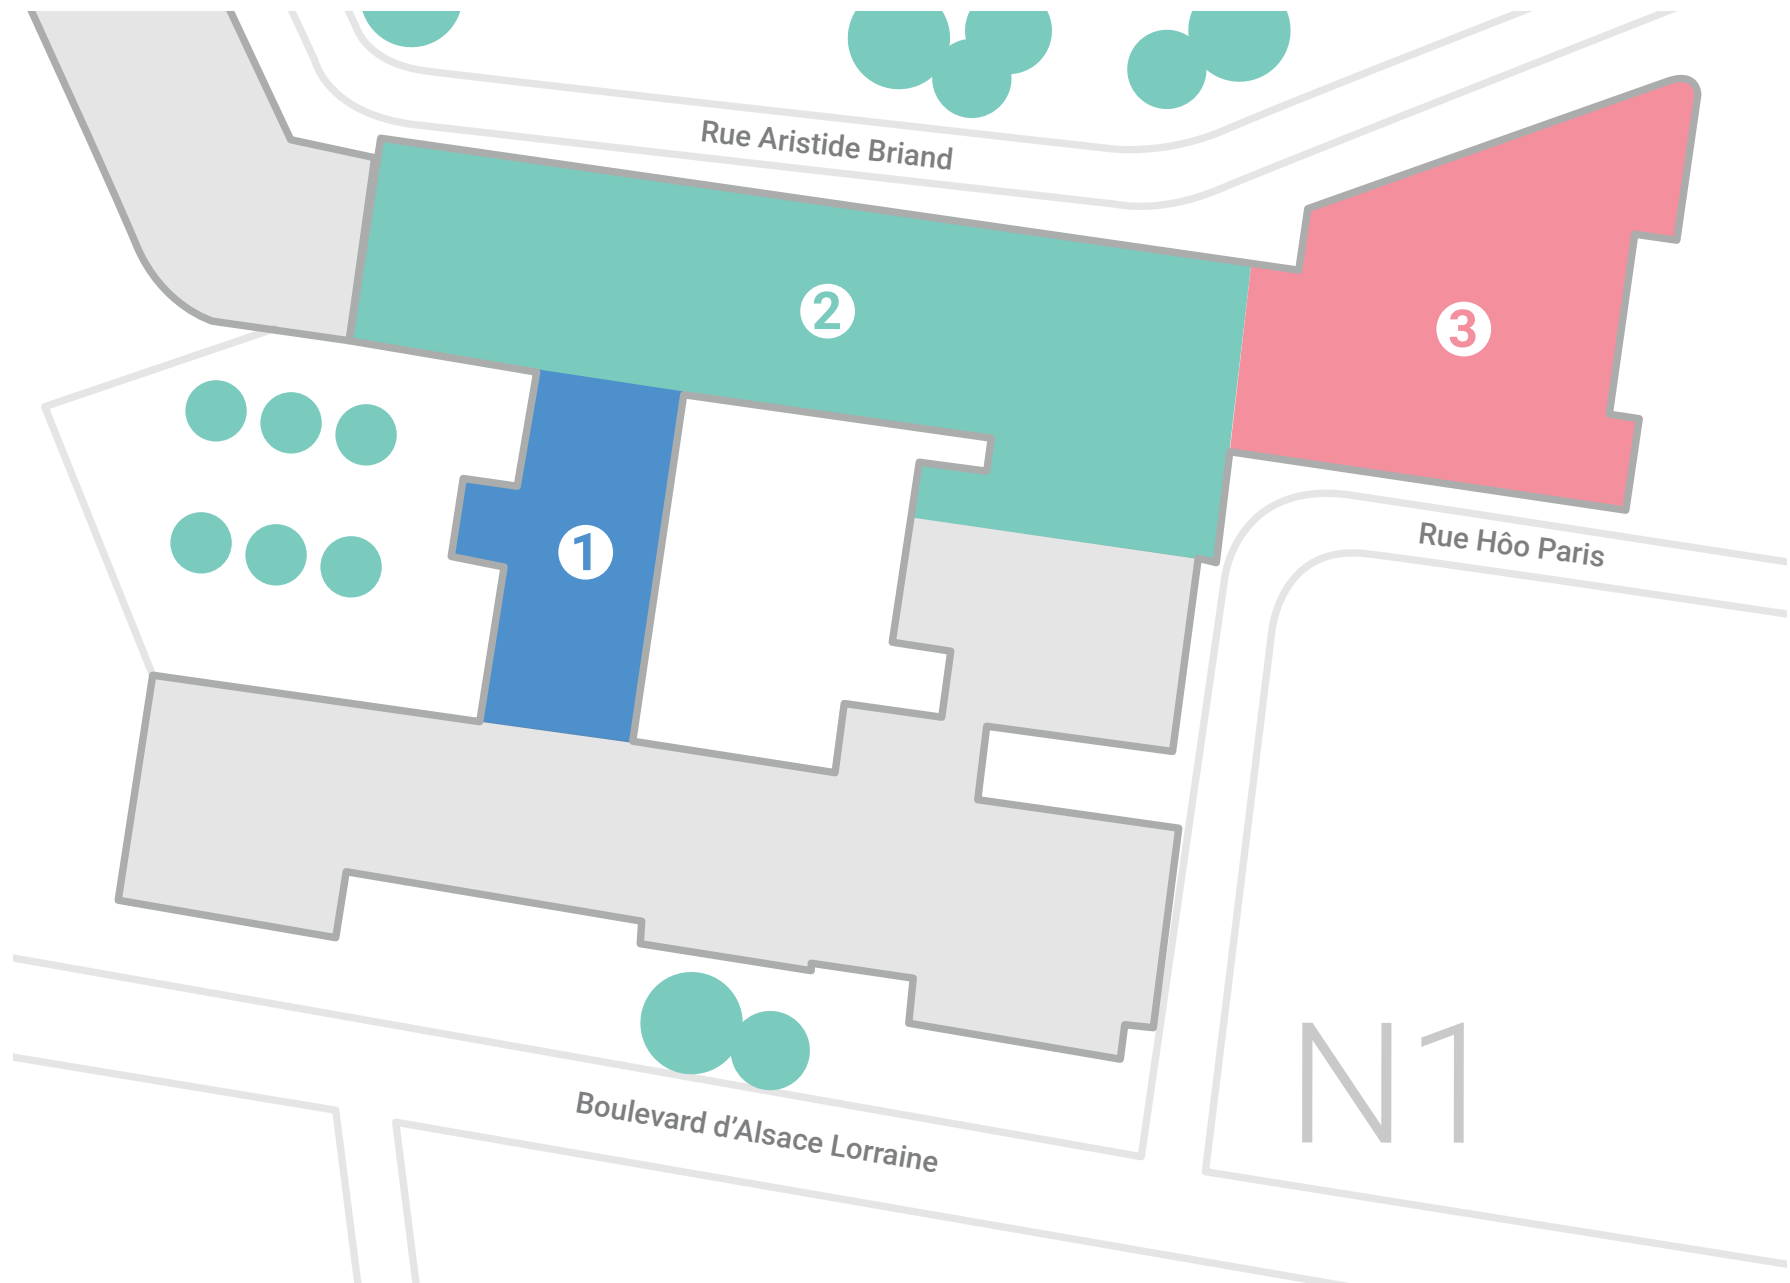 Rue Aristide Briand
2
3
Rue Hôo Paris
1
N1
Boulevard d’Alsace Lorraine